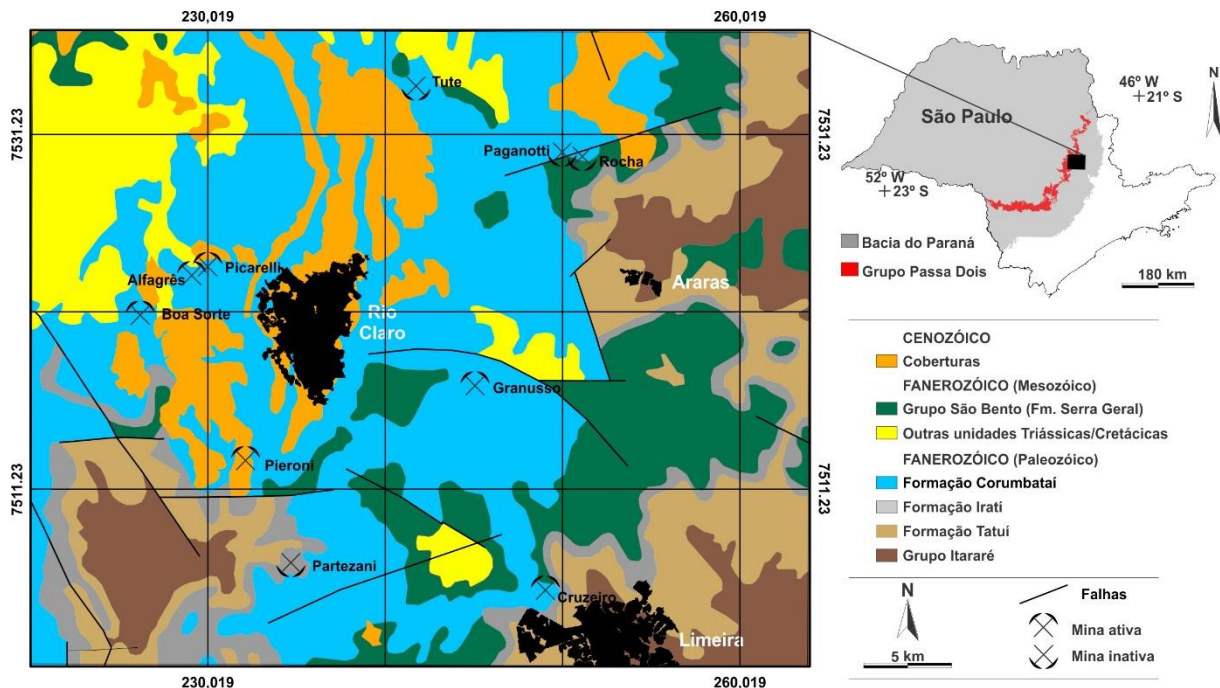 230,019
260,019
7531.23
7531.23
7511.23
7511.23
Tute
Paganotti
Rocha
Picarelli
Alfagrês
Boa Sorte
Rio
Claro
Araras
Granusso
Pieroni
Partezani
Cruzeiro
Limeira
230,019
260,019
46º W
21º S
N
São Paulo
52º W
23º S
Bacia do Paraná
Grupo Passa Dois
180 km
CENOZÓICO
Coberturas
FANEROZÓICO (Mesozóico)
Grupo São Bento (Fm. Serra Geral)
Outras unidades Triássicas/Cretácicas
FANEROZÓICO (Paleozóico)
Formação Corumbataí
Formação Irati
Formação Tatuí
Grupo Itararé
N
5 km
Falhas
Mina ativa
Mina inativa